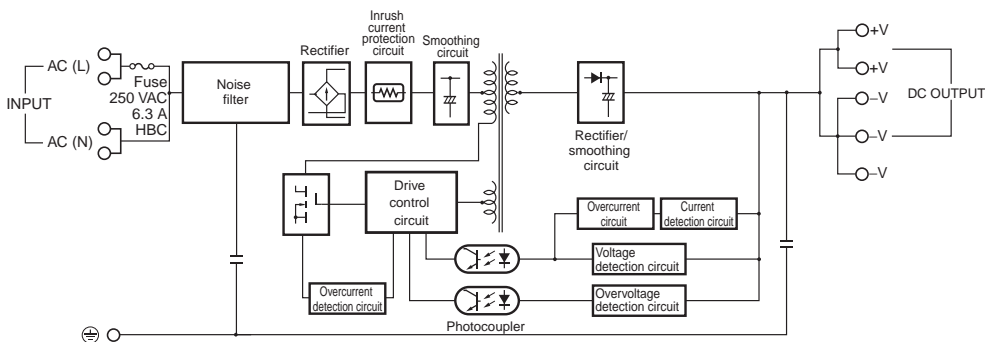 INPUT
AC (L)
AC (N)
Fuse
250 VAC
6.3 A
HBC
Noise
filter
Rectifier
Inrush
current
protection
circuit
Smoothing
circuit
Rectifier/
smoothing
circuit
+V
+V
−V
−V
−V
DC OUTPUT
Drive
control
circuit
Overcurrent
detection circuit
Overcurrent
circuit
Current
detection circuit
Voltage
detection circuit
Overvoltage
detection circuit
Photocoupler